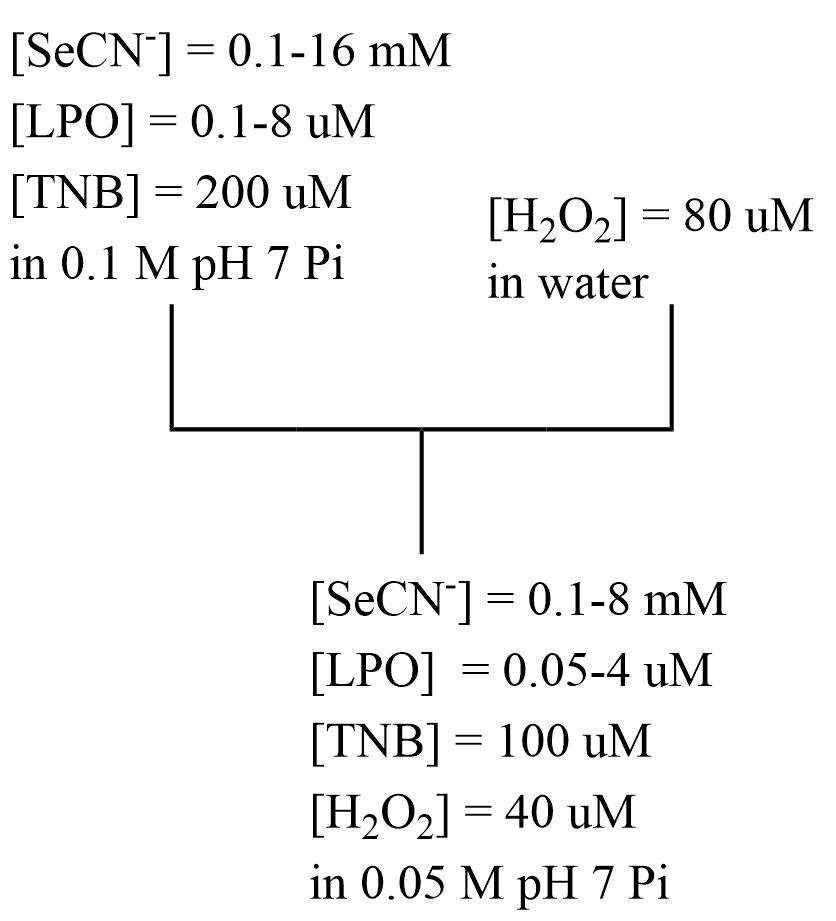 [SeCN⁻] = 0.1-16 mM
[LPO] = 0.1-8 uM
[TNB] = 200 uM
in 0.1 M pH 7 Pi
[H₂O₂] = 80 uM
in water
[SeCN⁻] = 0.1-8 mM
[LPO] = 0.05-4 uM
[TNB] = 100 uM
[H₂O₂] = 40 uM
in 0.05 M pH 7 Pi